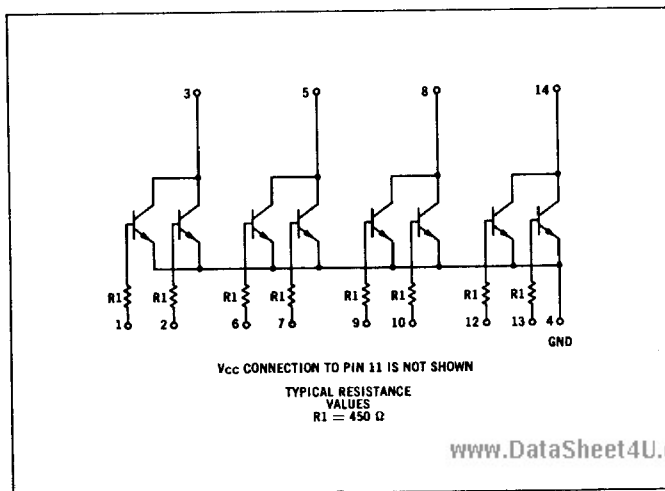 3 5 8 14
R1 R1 R1 R1 R1 R1 R1 R1
1 2 6 7 9 10 12 13 4
GND
VCC CONNECTION TO PIN 11 IS NOT SHOWN
TYPICAL RESISTANCE
VALUES
R1 = 450 Ω
www.DataSheet4U.